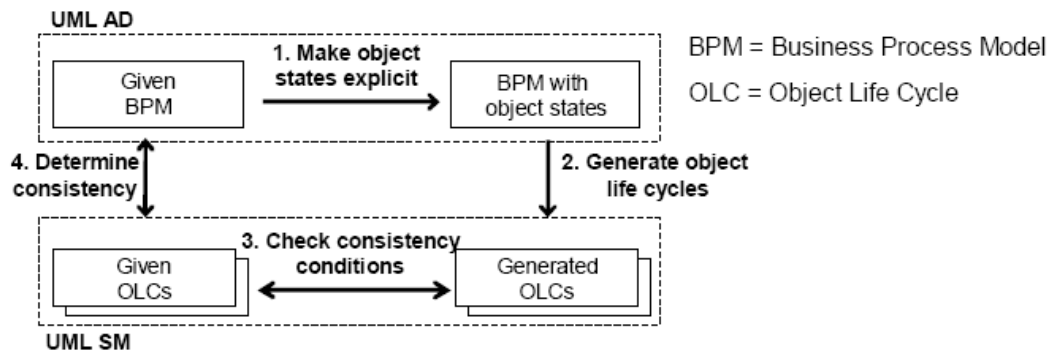 UML AD
1. Make object
states explicit
Given
BPM
BPM with
object states
BPM = Business Process Model
OLC = Object Life Cycle
4. Determine
consistency
2. Generate object
life cycles
3. Check consistency
conditions
Given
OLCs
Generated
OLCs
UML SM